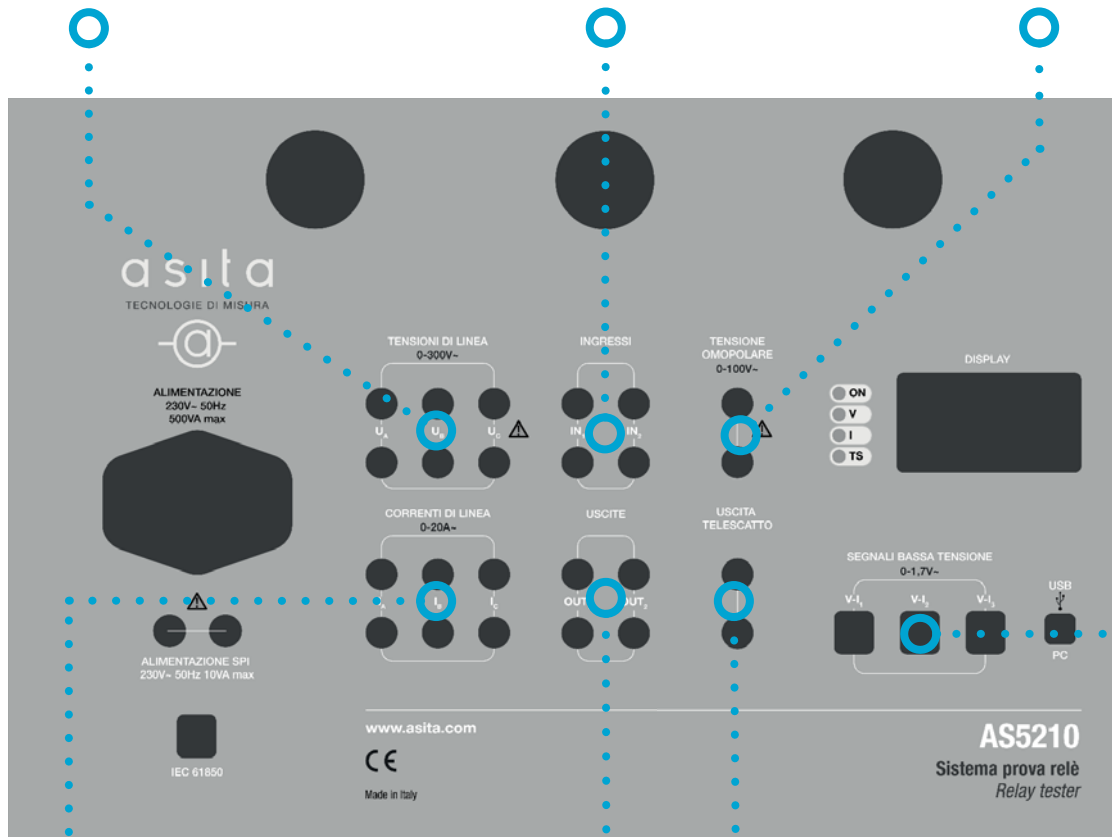 asita
TECNOLOGIE DI MISURA
@
ALIMENTAZIONE
230V~ 50Hz
500VA max
TENSIONI DI LINEA
0-300V~
UA UB UC
INGRESSI
IN IN2
TENSIONE
OMOPOLARE
0-100V~
DISPLAY
ON
V
I
TS
CORRENTI DI LINEA
0-20A~
IB IC
USCITE
OUT OUT2
USCITA
TELESCATTO
SEGNALI BASSA TENSIONE
0-1,7V~
V-I1 V-I2 V-I3
USB
PC
ALIMENTAZIONE SPI
230V~ 50Hz 10VA max
IEC 61850
www.asita.com
CE
Made in Italy
AS5210
Sistema prova relè
Relay tester